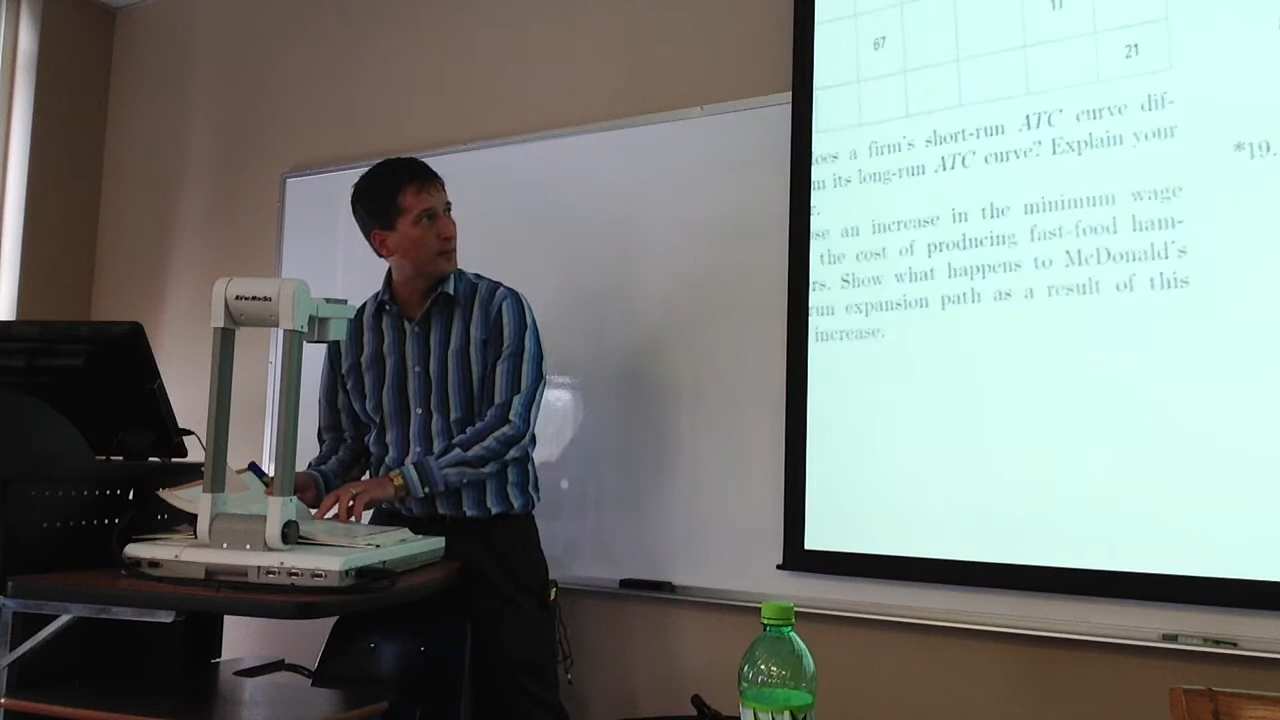 AVerMedia
17
67
21
does a firm's short-run ATC curve dif-
m its long-run ATC curve? Explain your
r.
*19.
se an increase in the minimum wage
the cost of producing fast-food ham-
rs. Show what happens to McDonald's
run expansion path as a result of this
increase.